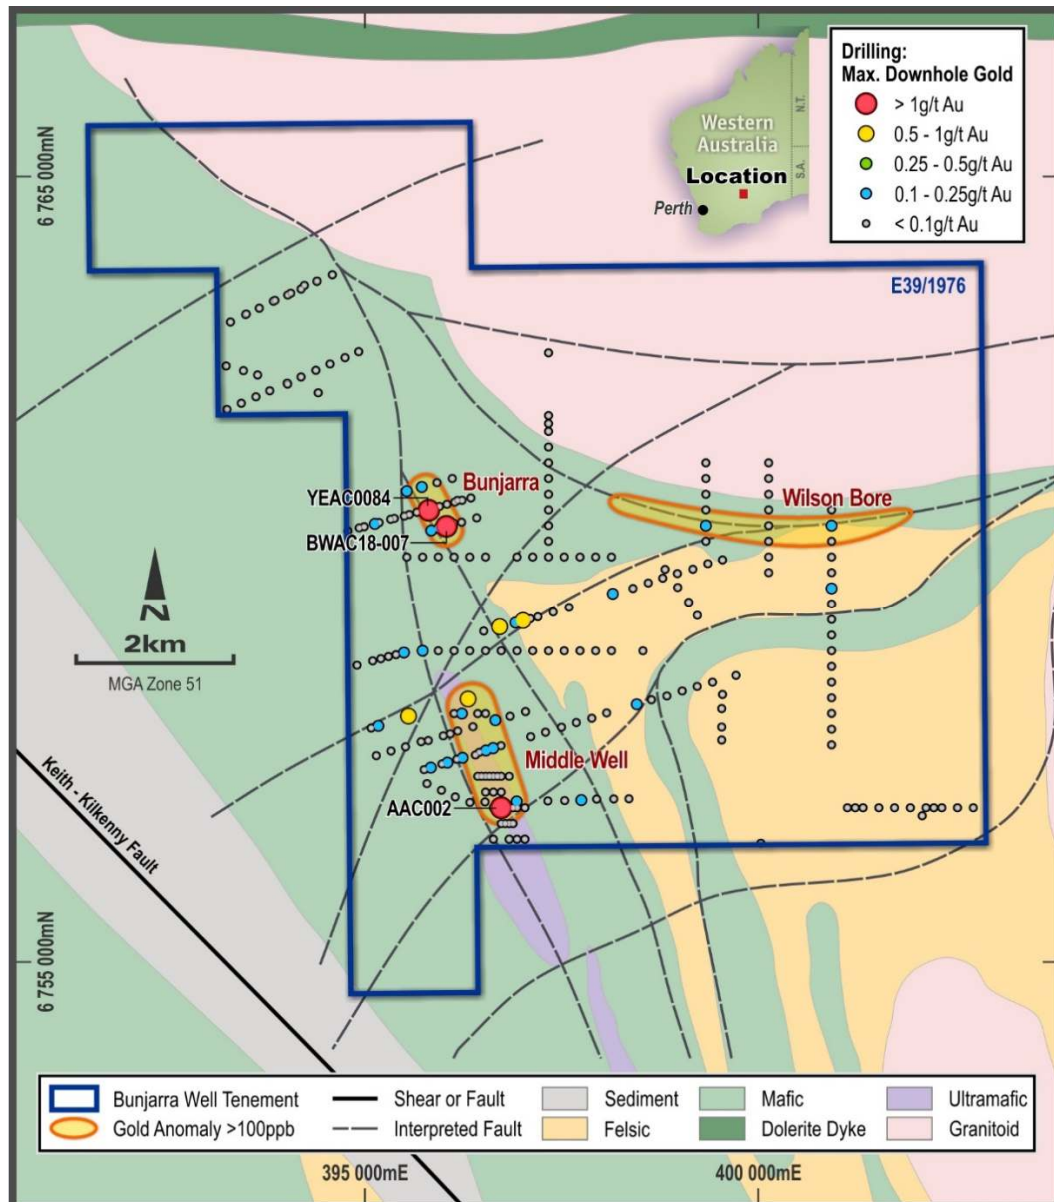 Drilling:
Max. Downhole Gold
> 1g/t Au
0.5 - 1g/t Au
0.25 - 0.5g/t Au
0.1 - 0.25g/t Au
< 0.1g/t Au
Western
Australia
N.T.
S.A.
Location
Perth
6 765 000mN
E39/1976
YEAC0084
Bunjarra
Wilson Bore
BWAC18-007
N
2km
MGA Zone 51
Middle Well
AAC002
Keith - Kilkenny Fault
6 755 000mN
Bunjarra Well Tenement
Shear or Fault
Sediment
Mafic
Ultramafic
Gold Anomaly >100ppb
Interpreted Fault
Felsic
Dolerite Dyke
Granitoid
395 000mE
400 000mE